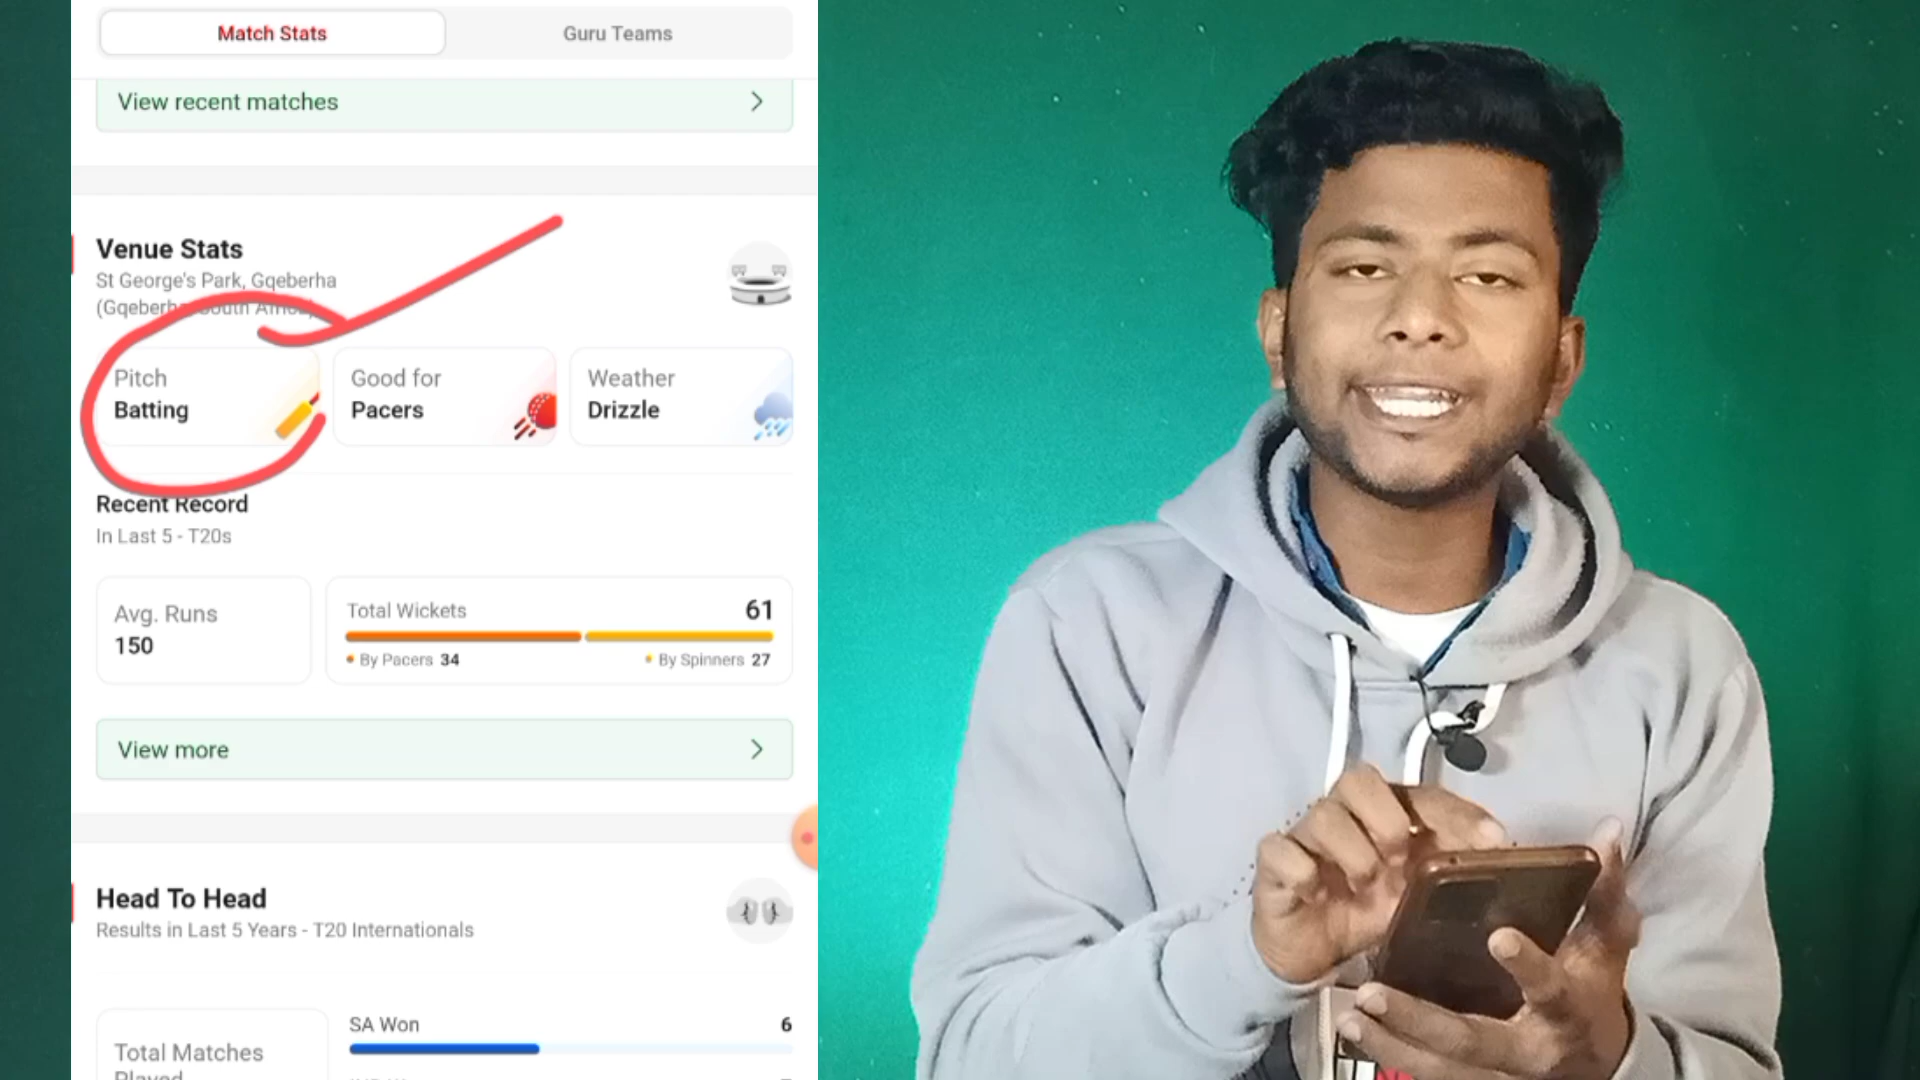 Match Stats
Guru Teams
View recent matches
Venue Stats
St George's Park, Gqeberha
Pitch
Batting
Good for
Pacers
Weather
Drizzle
Recent Record
In Last 5 - T20s
Avg. Runs
150
Total Wickets 61
By Pacers 34
By Spinners 27
View more
Head To Head
Results in Last 5 Years - T20 Internationals
Total Matches
Played
SA Won 6